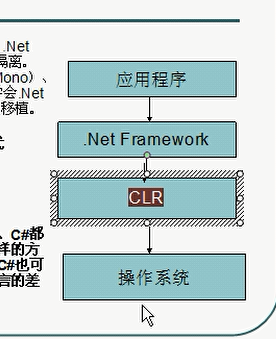 .Net
隔离。
Mono）、
会.Net
移植。
应用程序
.Net Framework
CLR
、C#都
样的方
C#也可
言的差
操作系统